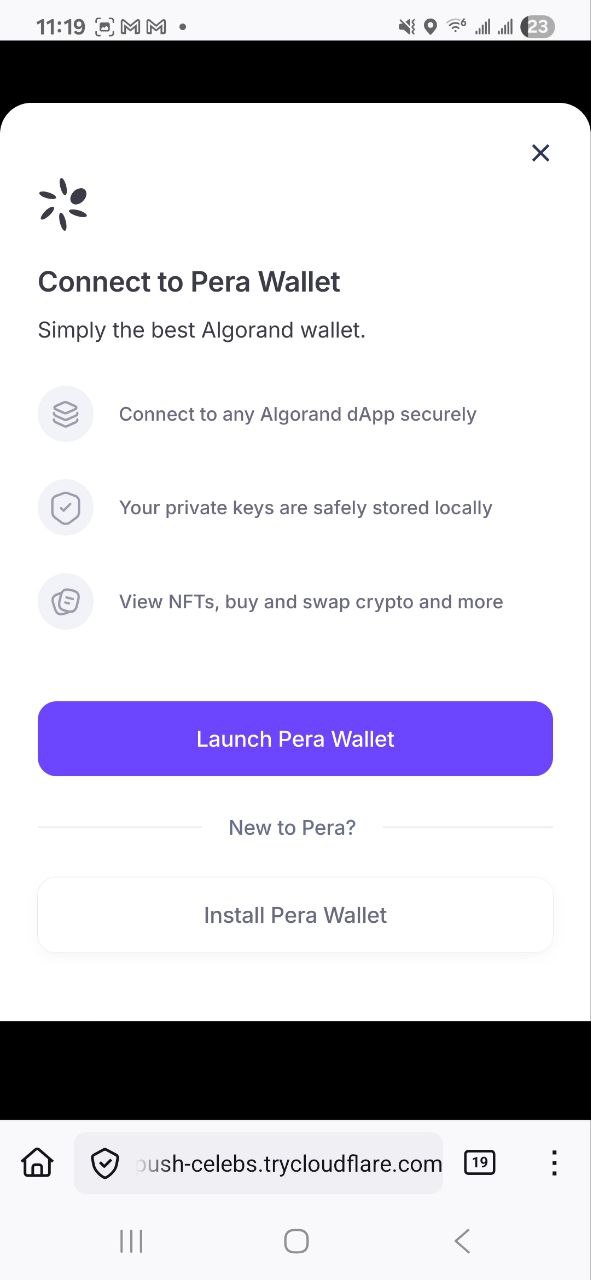 11:19
23
Connect to Pera Wallet
Simply the best Algorand wallet.
Connect to any Algorand dApp securely
Your private keys are safely stored locally
View NFTs, buy and swap crypto and more
Launch Pera Wallet
New to Pera?
Install Pera Wallet
push-celebs.trycloudflare.com
19